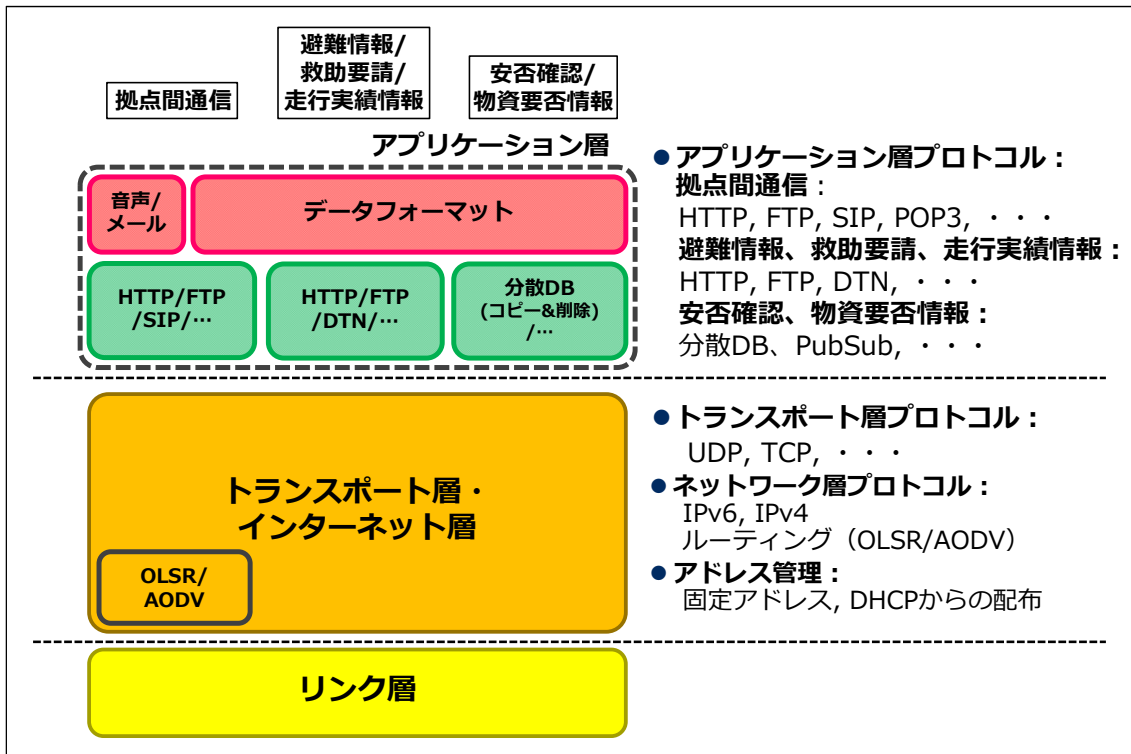 拠点間通信
避難情報/
救助要請/
走行実績情報
安否確認/
物資要否情報
アプリケーション層
音声/
メール
データフォーマット
HTTP/FTP
/SIP/…
HTTP/FTP
/DTN/…
分散DB
(コピー&削除)
/…
●アプリケーション層プロトコル：
拠点間通信：
HTTP, FTP, SIP, POP3, ・・・
避難情報、救助要請、走行実績情報：
HTTP, FTP, DTN, ・・・
安否確認、物資要否情報：
分散DB、PubSub, ・・・
トランスポート層・
インターネット層
OLSR/
AODV
●トランスポート層プロトコル：
UDP, TCP, ・・・
●ネットワーク層プロトコル：
IPv6, IPv4
ルーティング（OLSR/AODV）
●アドレス管理：
固定アドレス, DHCPからの配布
リンク層